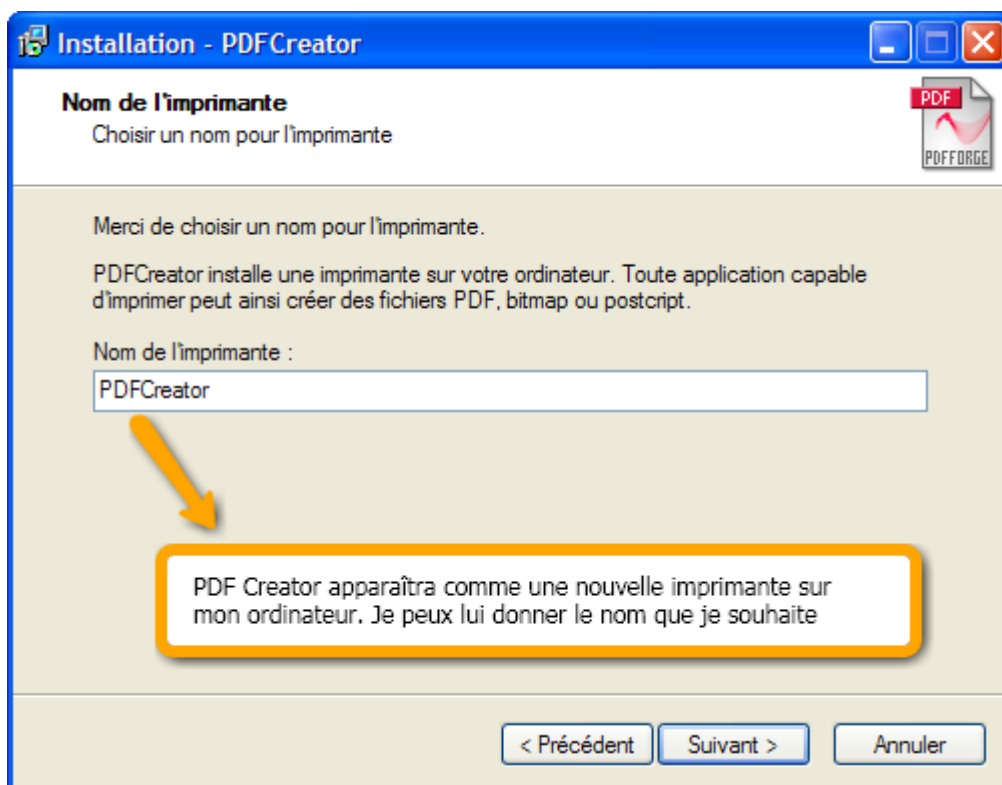 Installation - PDFCreator
Nom de l'imprimante
Choisir un nom pour l'imprimante
PDF
PDFFORGE
Merci de choisir un nom pour l'imprimante.
PDFCreator installe une imprimante sur votre ordinateur. Toute application capable
d'imprimer peut ainsi créer des fichiers PDF, bitmap ou postcript.
Nom de l'imprimante :
PDFCreator
PDF Creator apparaîtra comme une nouvelle imprimante sur
mon ordinateur. Je peux lui donner le nom que je souhaite
< Précédent
Suivant >
Annuler